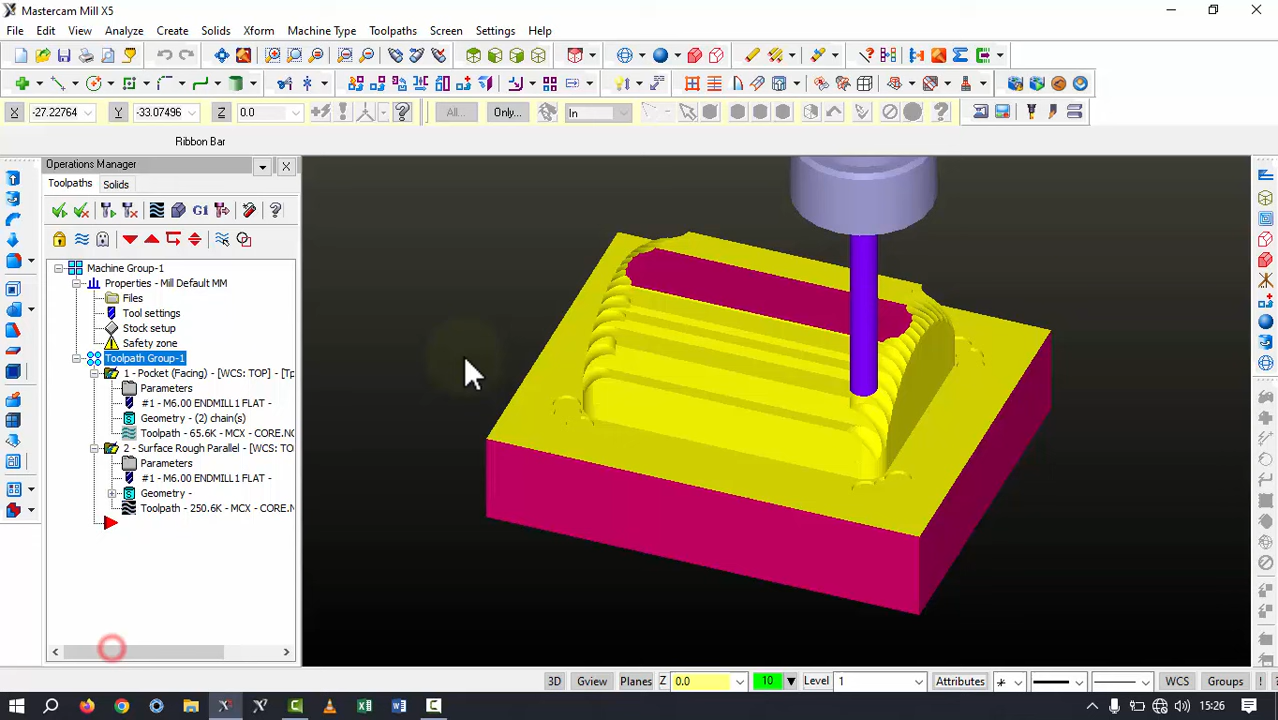 Mastercam Mill X5
File Edit View Analyze Create Solids Xform Machine Type Toolpaths Screen Settings Help
X -27.22764 Y -33.07496 Z 0.0 All... Only... In
Ribbon Bar
Operations Manager
Toolpaths Solids
G1
Machine Group-1
Properties - Mill Default MM
Files
Tool settings
Stock setup
Safety zone
Toolpath Group-1
1 - Pocket (Facing) - [WCS: TOP] - [Tp
Parameters
#1 - M6.00 ENDMILL1 FLAT -
Geometry - (2) chain(s)
Toolpath - 65.6K - MCX - CORE.NC
2 - Surface Rough Parallel - [WCS: TO
Parameters
#1 - M6.00 ENDMILL1 FLAT -
Geometry -
Toolpath - 250.6K - MCX - CORE.N
3D Gview Planes Z 0.0 10 Level 1 Attributes WCS Groups
15:26